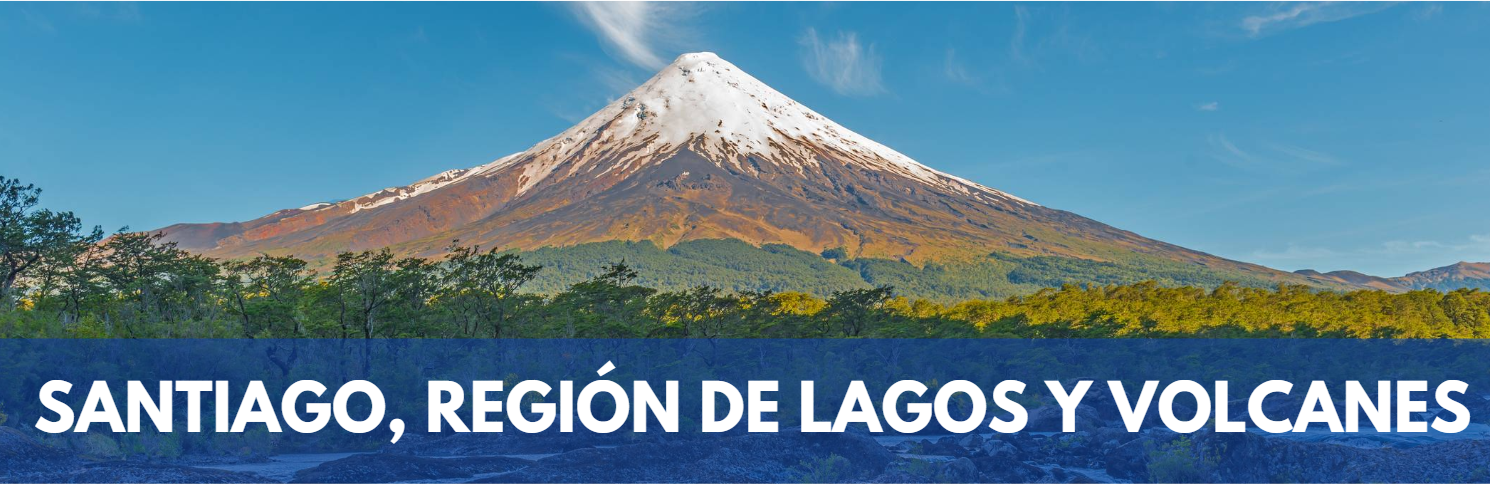 SANTIAGO, REGIÓN DE LAGOS Y VOLCANES